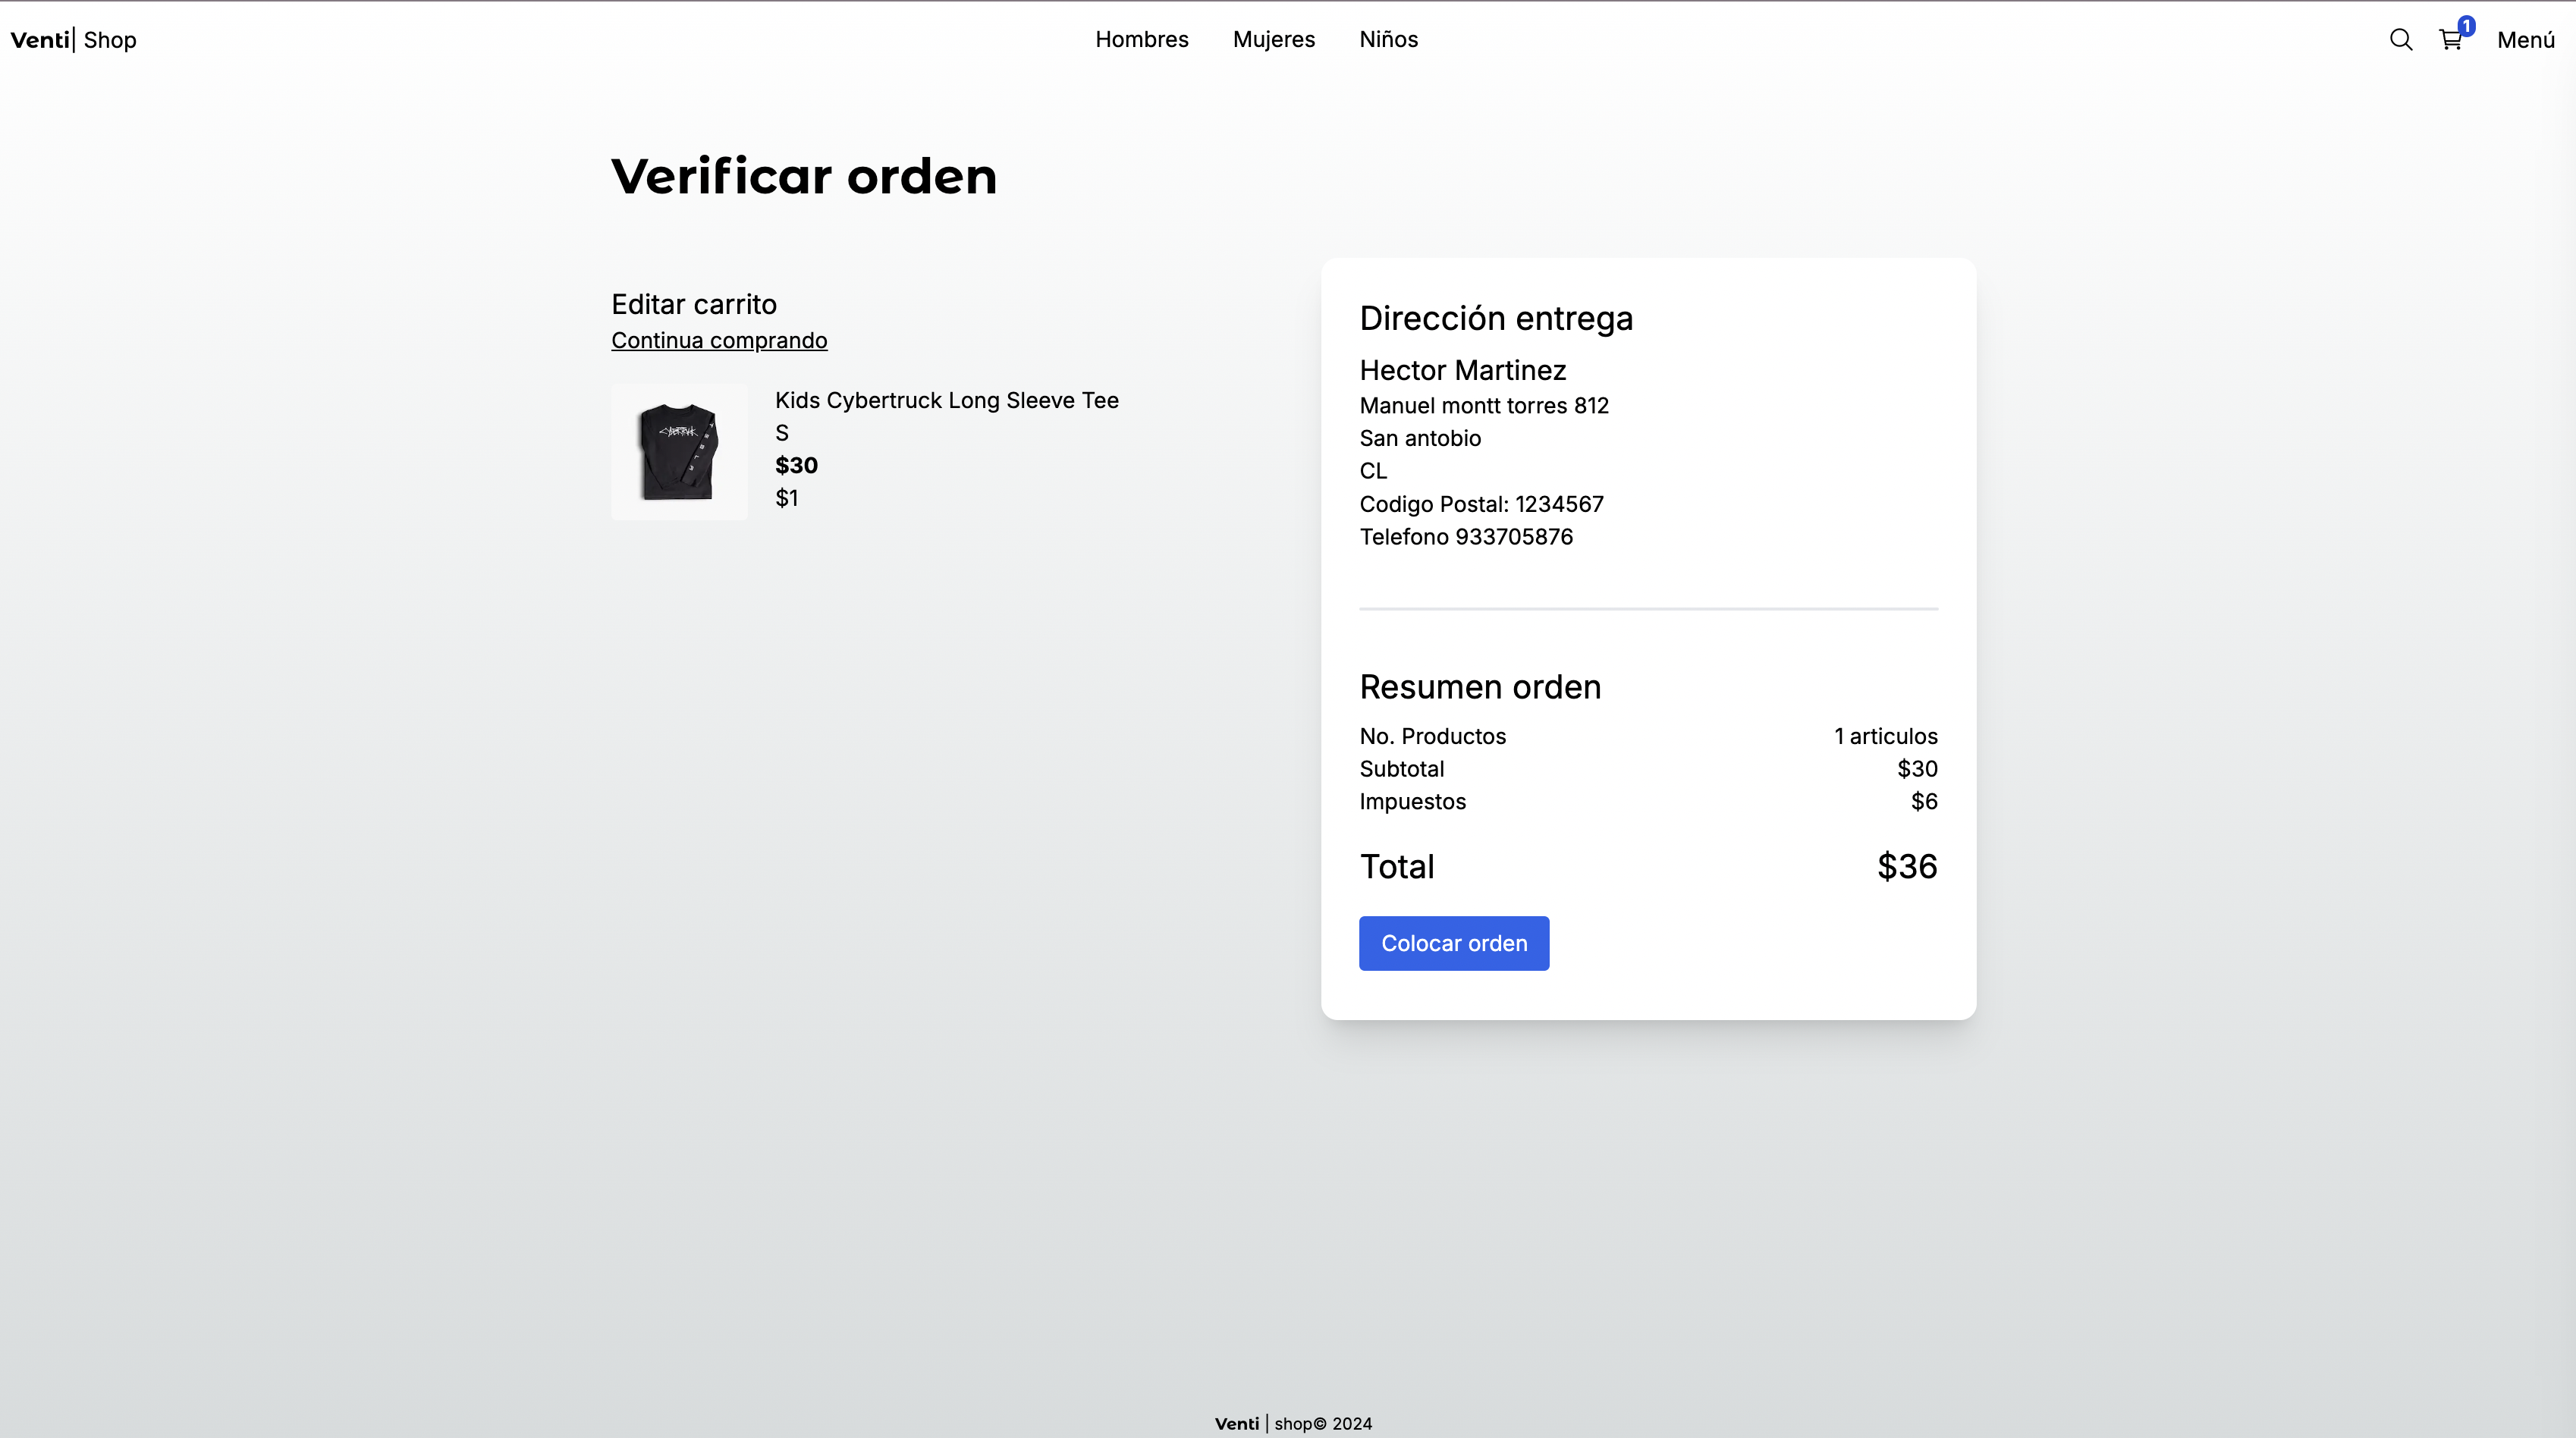 Venti| Shop
Hombres Mujeres Niños
1
Menú
Verificar orden
Editar carrito
Continua comprando
Kids Cybertruck Long Sleeve Tee
S
$30
$1
Dirección entrega
Hector Martinez
Manuel montt torres 812
San antobio
CL
Codigo Postal: 1234567
Telefono 933705876
Resumen orden
No. Productos 1 articulos
Subtotal $30
Impuestos $6
Total $36
Colocar orden
Venti | shop© 2024